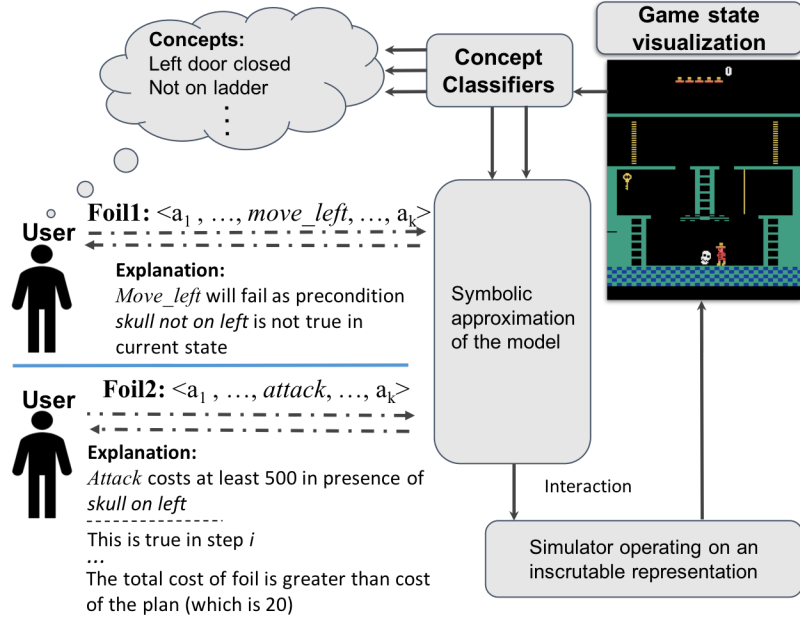 Game state
visualization
Concepts:
Left door closed
Not on ladder
Concept
Classifiers
0
Foil1: <a1 , …, move_left, …, ak>
User
Explanation:
Move_left will fail as precondition
skull not on left is not true in
current state
Symbolic
approximation
of the model
Foil2: <a1 , …, attack, …, ak>
User
Explanation:
Attack costs at least 500 in presence of
skull on left
This is true in step i
...
The total cost of foil is greater than cost
of the plan (which is 20)
Interaction
Simulator operating on an
inscrutable representation